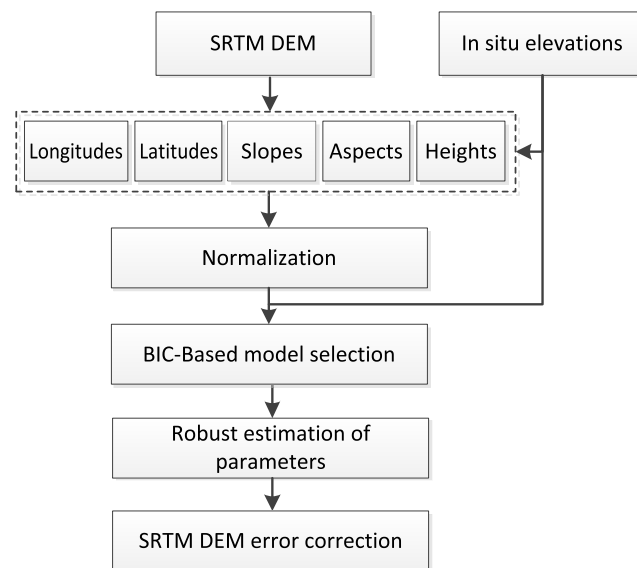 SRTM DEM
In situ elevations
Longitudes
Latitudes
Slopes
Aspects
Heights
Normalization
BIC-Based model selection
Robust estimation of
parameters
SRTM DEM error correction